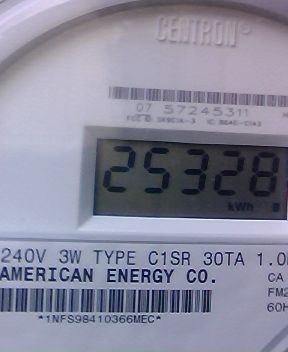 CENTRON®
07 57245311
25328
kWh
240V 3W TYPE C1SR 30TA 1.0
AMERICAN ENERGY CO.
CA
FM2
60H
*1NFS98410366MEC*